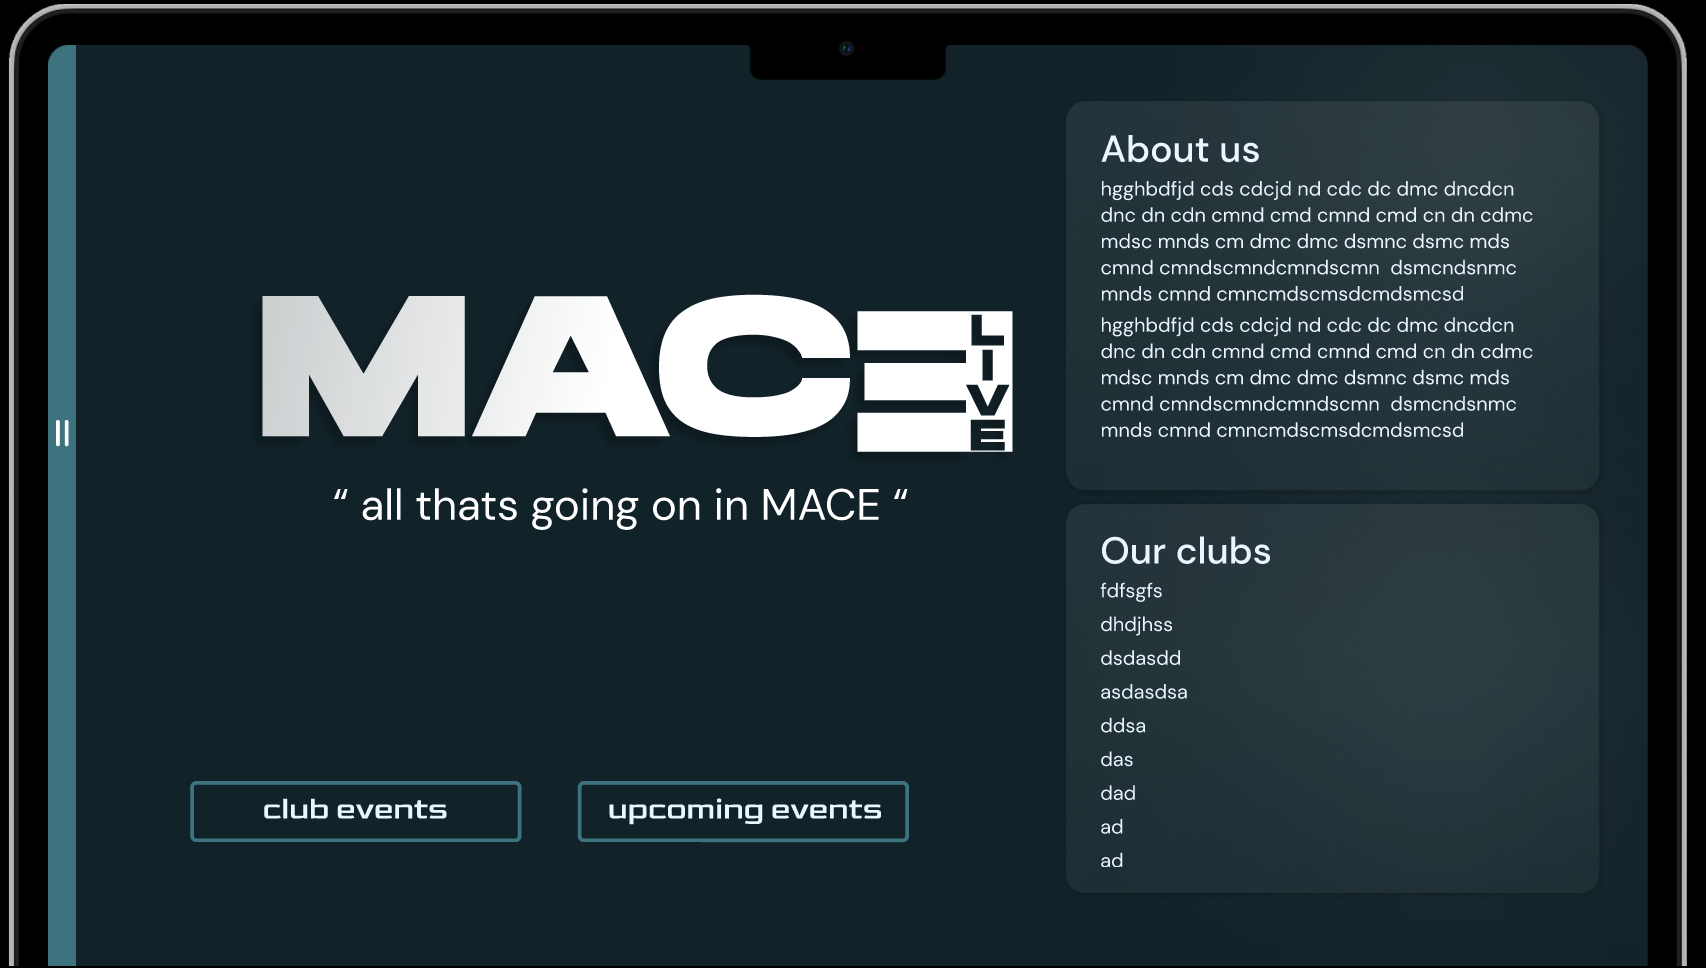 MACE
LIVE
“ all thats going on in MACE “
club events
upcoming events
About us
hgghbdfjd cds cdcjd nd cdc dc dmc dncdcn
dnc dn cdn cmnd cmd cmnd cmd cn dn cdmc
mdsc mnds cm dmc dmc dsmnc dsmc mds
cmnd cmndscmndcmndscmn  dsmcndsnmc
mnds cmnd cmncmdscmsdcmdsmcsd
hgghbdfjd cds cdcjd nd cdc dc dmc dncdcn
dnc dn cdn cmnd cmd cmnd cmd cn dn cdmc
mdsc mnds cm dmc dmc dsmnc dsmc mds
cmnd cmndscmndcmndscmn  dsmcndsnmc
mnds cmnd cmncmdscmsdcmdsmcsd
Our clubs
fdfsgfs
dhdjhss
dsdasdd
asdasdsa
ddsa
das
dad
ad
ad